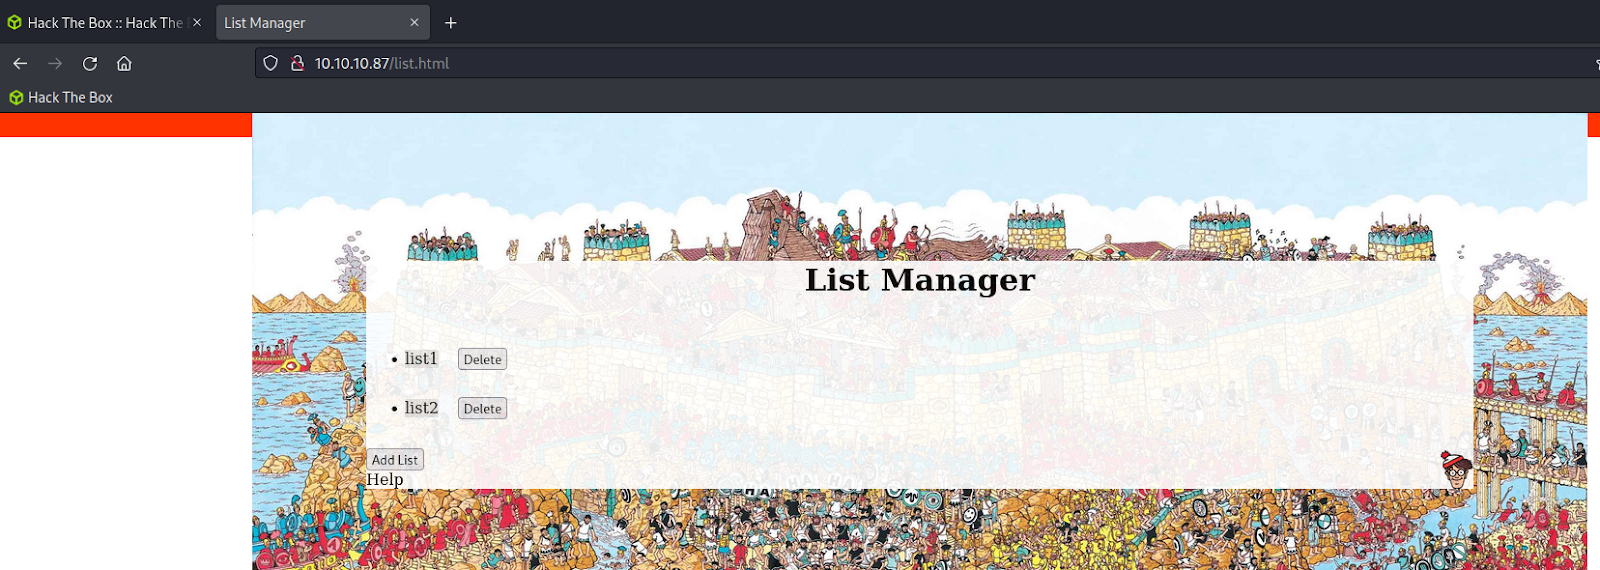 Hack The Box :: Hack The
List Manager
10.10.10.87/list.html
Hack The Box
List Manager
list1 Delete
list2 Delete
Add List
Help